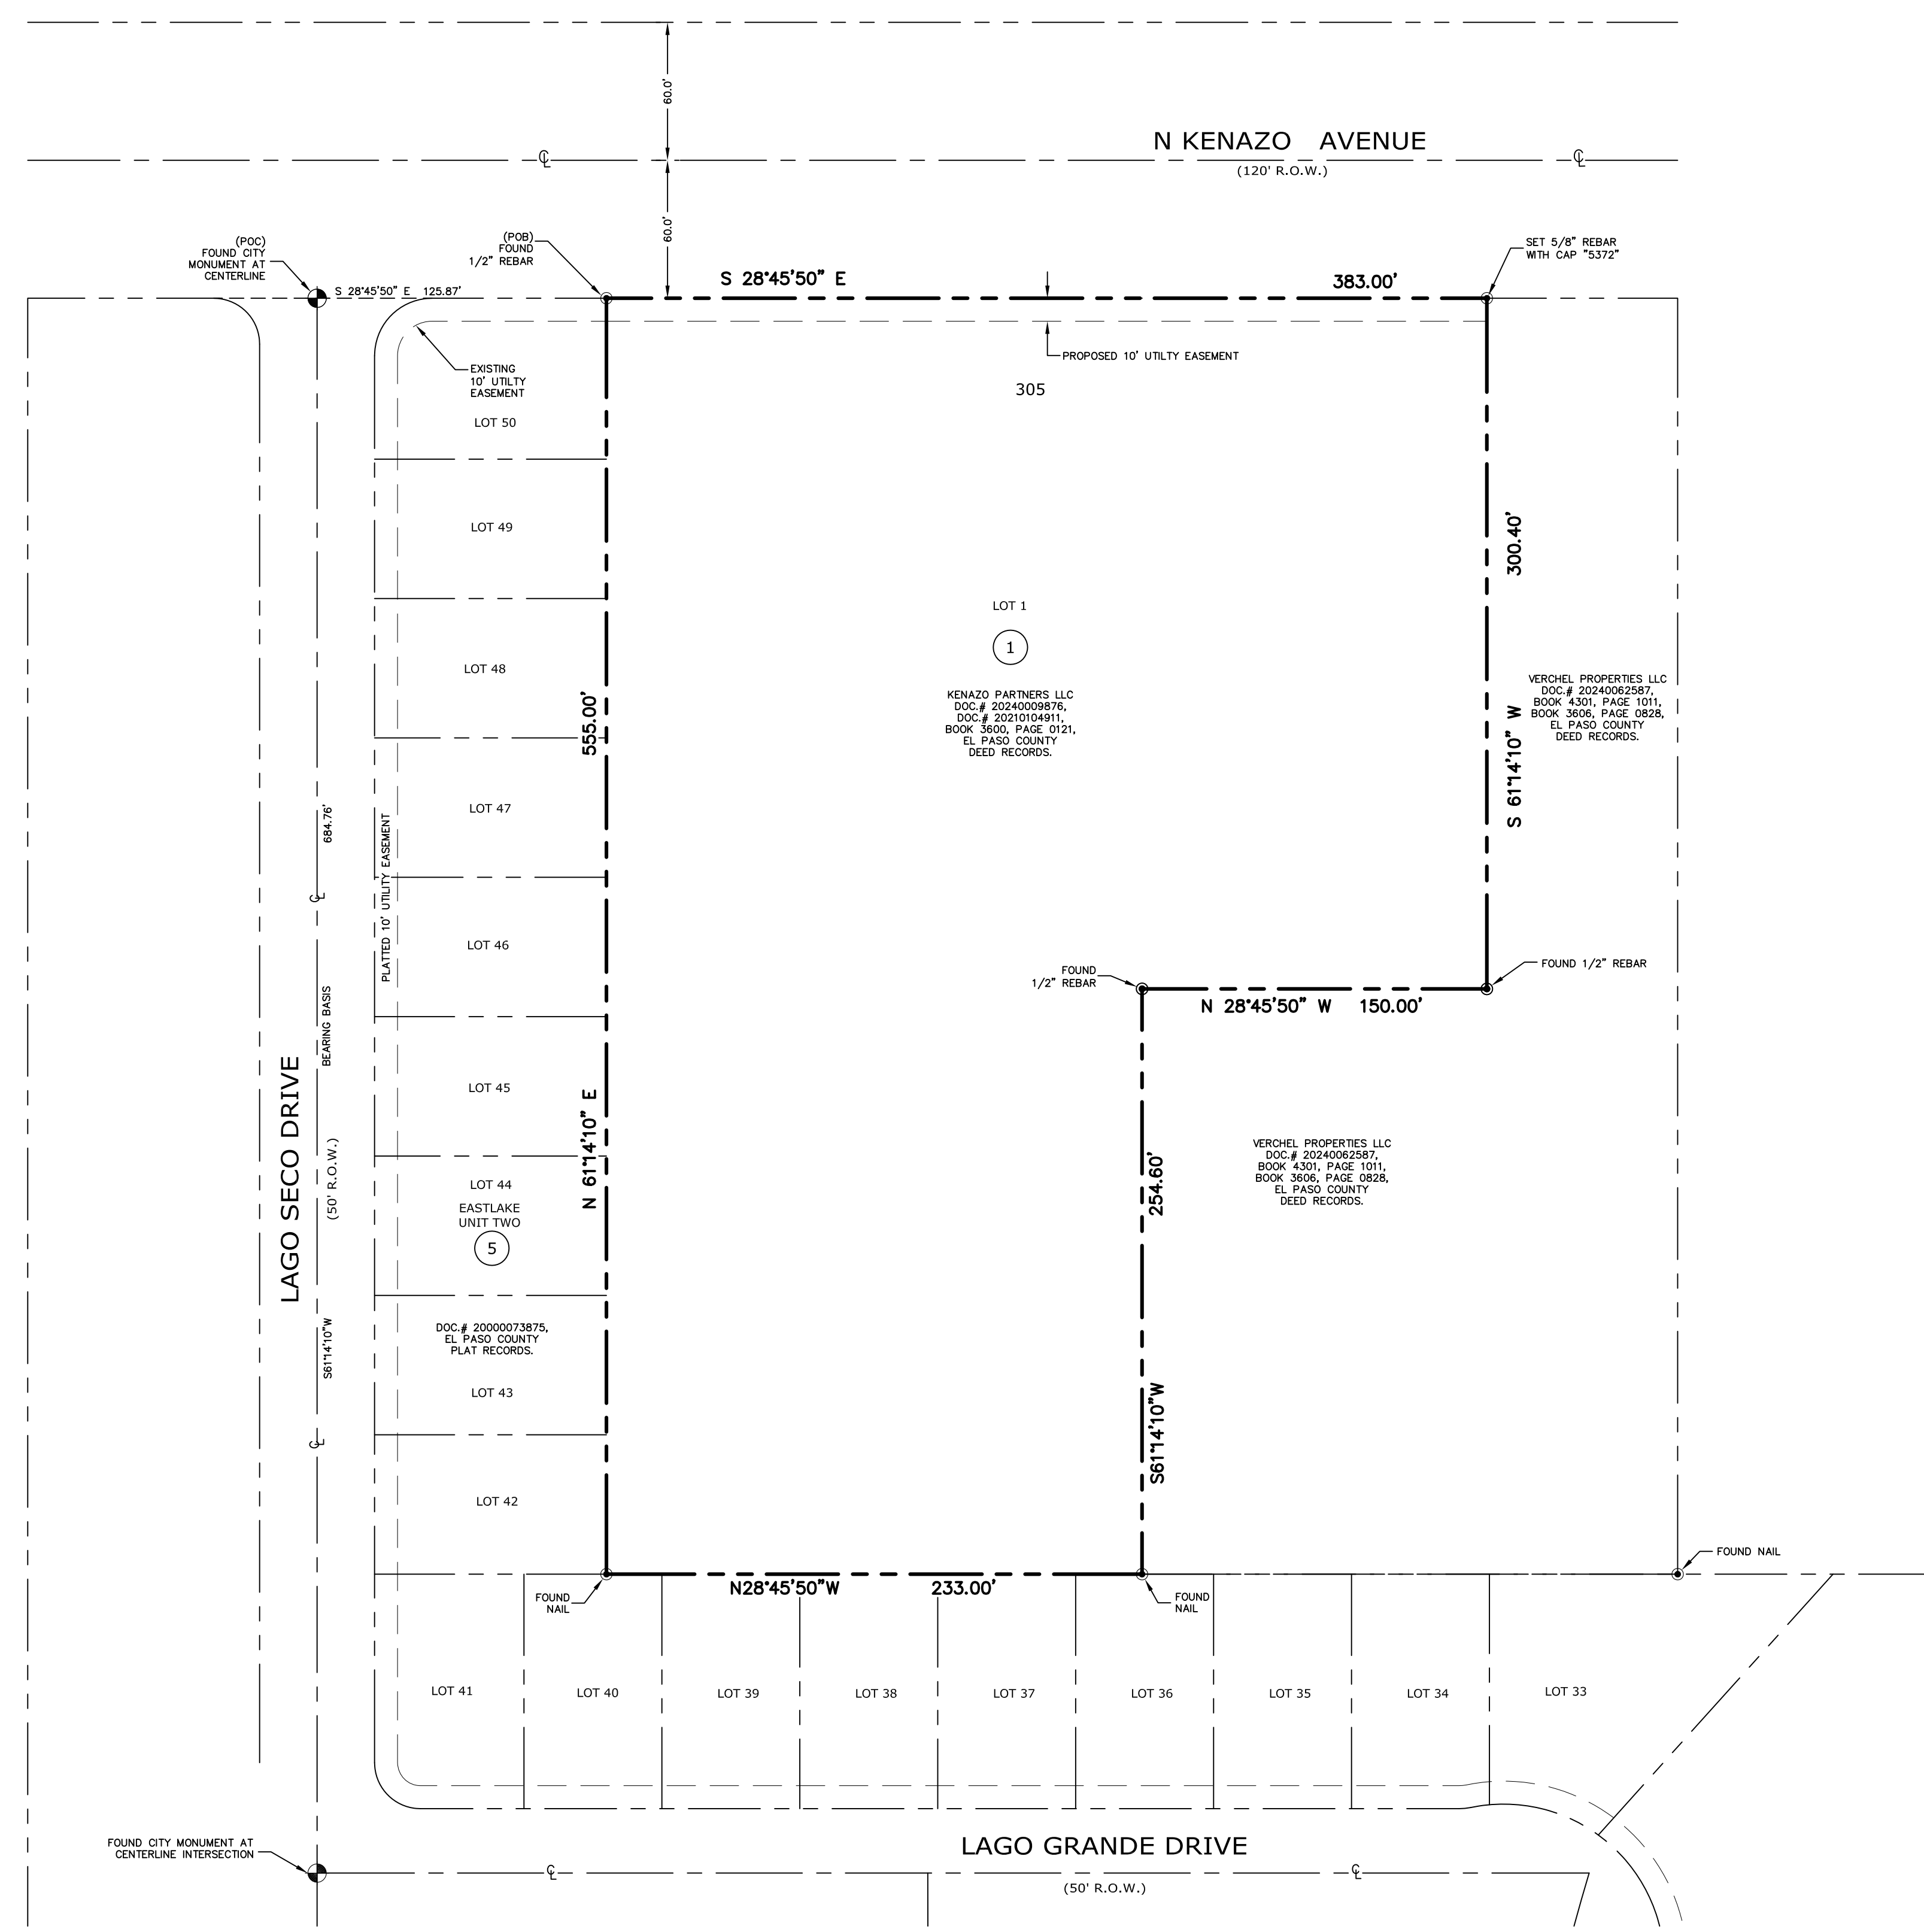 60.0'
N KENAZO AVENUE
(120' R.O.W.)
℄
℄
60.0'
(POC)
FOUND CITY
MONUMENT AT
CENTERLINE
(POB)
FOUND
1/2" REBAR
SET 5/8" REBAR
WITH CAP "5372"
S 28°45'50" E 125.87'
S 28°45'50" E
383.00'
EXISTING
10' UTILTY
EASEMENT
PROPOSED 10' UTILTY EASEMENT
305
LOT 50
LOT 49
LOT 48
LOT 47
LOT 46
LOT 45
LOT 44
EASTLAKE
UNIT TWO
5
DOC.# 20000073875,
EL PASO COUNTY
PLAT RECORDS.
LOT 43
LOT 42
LOT 1
1
KENAZO PARTNERS LLC
DOC.# 20240009876,
DOC.# 20210104911,
BOOK 3600, PAGE 0121,
EL PASO COUNTY
DEED RECORDS.
300.40'
S 61°14'10" W
VERCHEL PROPERTIES LLC
DOC.# 20240062587,
BOOK 4301, PAGE 1011,
BOOK 3606, PAGE 0828,
EL PASO COUNTY
DEED RECORDS.
555.00'
N 61°14'10" E
684.76'
℄
BEARING BASIS
S61°14'10"W
℄
PLATTED 10' UTILITY EASEMENT
LAGO SECO DRIVE
(50' R.O.W.)
FOUND
1/2" REBAR
FOUND 1/2" REBAR
N 28°45'50" W 150.00'
254.60'
S61°14'10"W
VERCHEL PROPERTIES LLC
DOC.# 20240062587,
BOOK 4301, PAGE 1011,
BOOK 3606, PAGE 0828,
EL PASO COUNTY
DEED RECORDS.
FOUND NAIL
FOUND
NAIL
N28°45'50"W
233.00'
FOUND
NAIL
LOT 41
LOT 40
LOT 39
LOT 38
LOT 37
LOT 36
LOT 35
LOT 34
LOT 33
FOUND CITY MONUMENT AT
CENTERLINE INTERSECTION
LAGO GRANDE DRIVE
℄
℄
(50' R.O.W.)